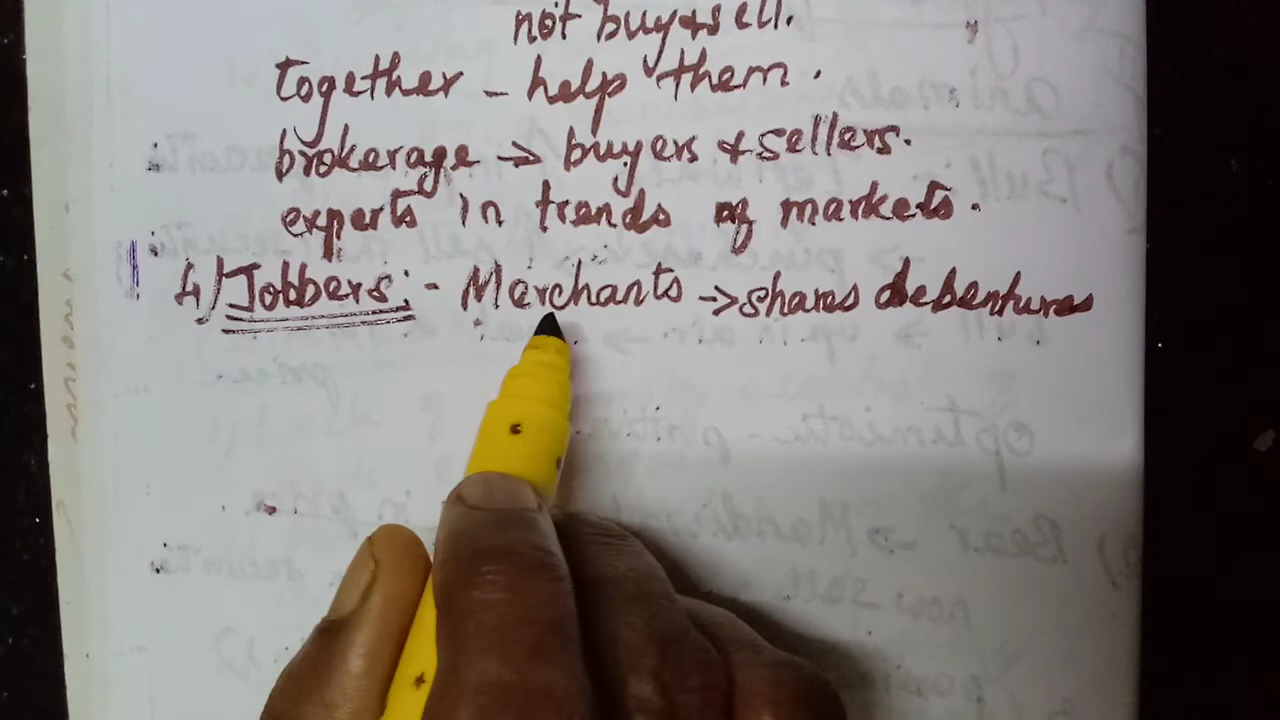 not buy & sell.
together - help them.
brokerage → buyers & sellers.
experts in trends of markets.
4) Jobbers: - Merchants → shares debentures